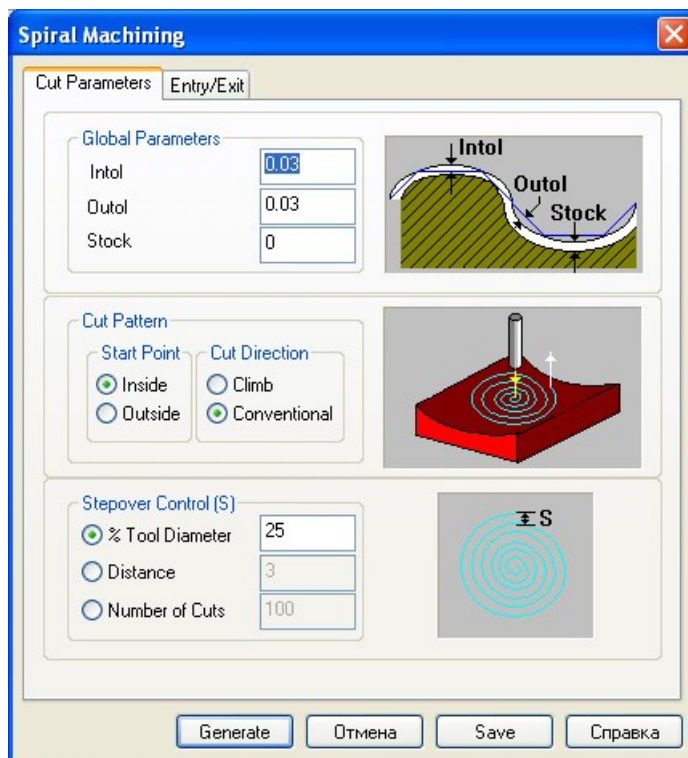 Spiral Machining
Cut Parameters
Entry/Exit
Global Parameters
Intol 0.03
Outol 0.03
Stock 0
Intol
Outol
Stock
Cut Pattern
Start Point
Inside
Outside
Cut Direction
Climb
Conventional
Stepover Control (S)
% Tool Diameter 25
Distance 3
Number of Cuts 100
S
Generate
Отмена
Save
Справка